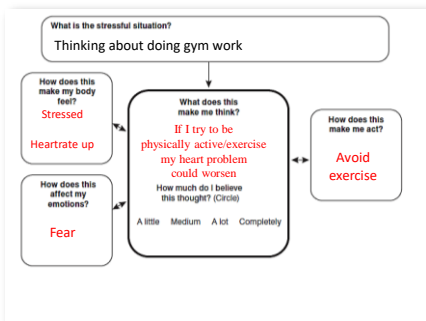 What is the stressful situation?
Thinking about doing gym work
How does this
make my body
feel?
Stressed
Heartrate up
What does this
make me think?
If I try to be
physically active/exercise
my heart problem
could worsen
How much do I believe
this thought? (Circle)
A little Medium A lot Completely
How does this
make me act?
Avoid
exercise
How does this
affect my
emotions?
Fear